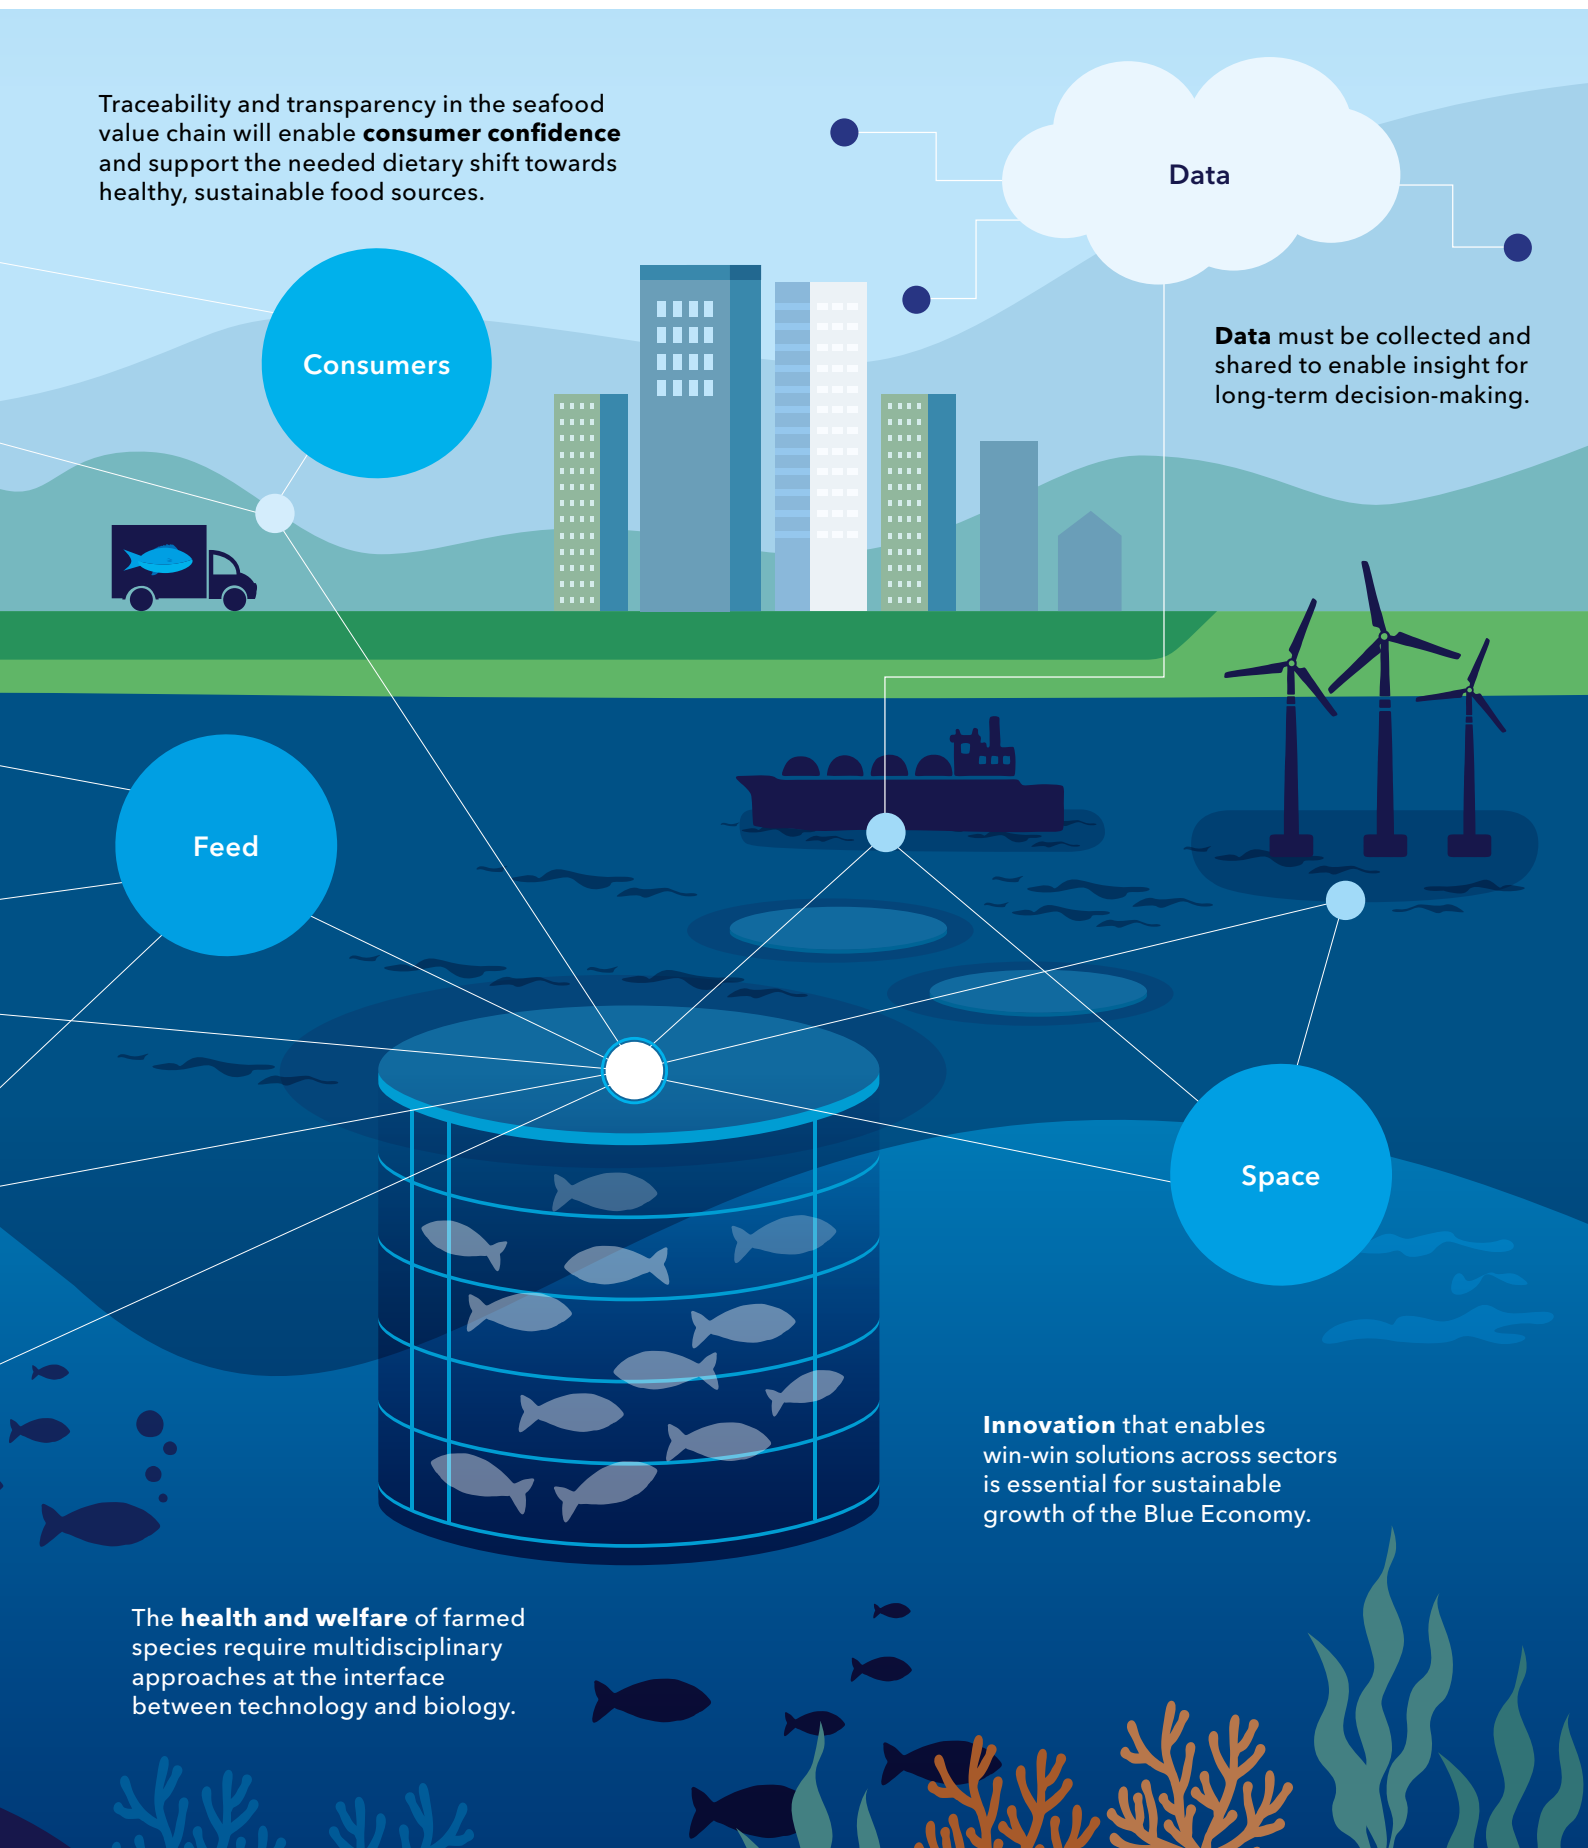 Traceability and transparency in the seafood
value chain will enable consumer confidence
and support the needed dietary shift towards
healthy, sustainable food sources.
Data
Data must be collected and
shared to enable insight for
long-term decision-making.
Consumers
Feed
Space
Innovation that enables
win-win solutions across sectors
is essential for sustainable
growth of the Blue Economy.
The health and welfare of farmed
species require multidisciplinary
approaches at the interface
between technology and biology.